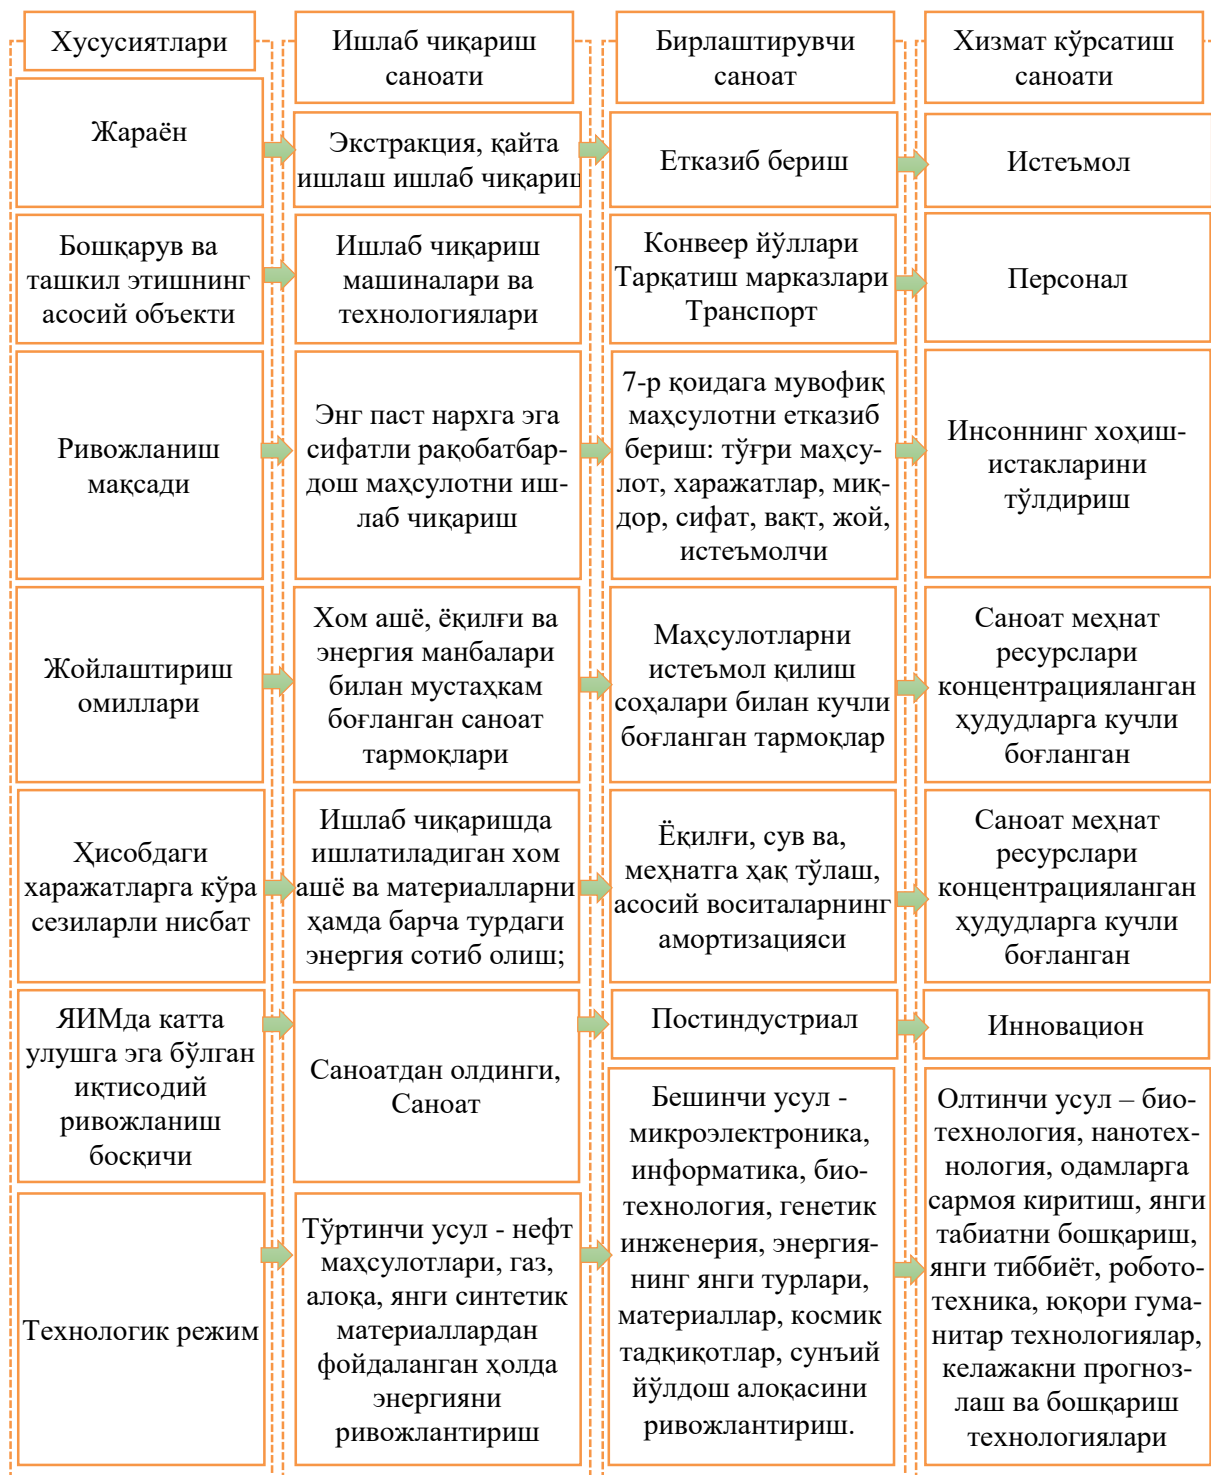 Хусусиятлари
Ишлаб чиқариш
саноати
Бирлаштирувчи
саноат
Хизмат кўрсатиш
саноати
Жараён
Экстракция, қайта
ишлаш ишлаб чиқариш
Етказиб бериш
Истеъмол
Бошқарув ва
ташкил этишнинг
асосий объекти
Ишлаб чиқариш
машиналари ва
технологиялари
Конвеер йўллари
Тарқатиш марказлари
Транспорт
Персонал
Ривожланиш
мақсади
Энг паст нархга эга
сифатли рақобатбар-
дош маҳсулотни иш-
лаб чиқариш
7-р қоидага мувофиқ
маҳсулотни етказиб
бериш: тўғри маҳсу-
лот, харажатлар, миқ-
дор, сифат, вақт, жой,
истеъмолчи
Инсоннинг хоҳиш-
истакларини
тўлдириш
Жойлаштириш
омиллари
Хом ашё, ёқилғи ва
энергия манбалари
билан мустаҳкам
боғланган саноат
тармоқлари
Маҳсулотларни
истеъмол қилиш
соҳалари билан кучли
боғланган тармоқлар
Саноат меҳнат
ресурслари
концентрацияланган
ҳудудларга кучли
боғланган
Ҳисобдаги
харажатларга кўра
сезиларли нисбат
Ишлаб чиқаришда
ишлатиладиган хом
ашё ва материалларни
ҳамда барча турдаги
энергия сотиб олиш;
Ёқилғи, сув ва,
меҳнатга ҳақ тўлаш,
асосий воситаларнинг
амортизацияси
Саноат меҳнат
ресурслари
концентрацияланган
ҳудудларга кучли
боғланган
ЯИМда катта
улушга эга бўлган
иқтисодий
ривожланиш
босқичи
Саноатдан олдинги,
Саноат
Постиндустриал
Инновацион
Технологик режим
Тўртинчи усул - нефт
маҳсулотлари, газ,
алоқа, янги синтетик
материаллардан
фойдаланган ҳолда
энергияни
ривожлантириш
Бешинчи усул -
микроэлектроника,
информатика, био-
технология, генетик
инженерия, энергия-
нинг янги турлари,
материаллар, космик
тадқиқотлар, сунъий
йўлдош алоқасини
ривожлантириш.
Олтинчи усул – био-
технология, нанотех-
нология, одамларга
сармоя киритиш, янги
табиатни бошқариш,
янги тиббиёт, робото-
техника, юқори гума-
нитар технологиялар,
келажакни прогноз-
лаш ва бошқариш
технологиялари